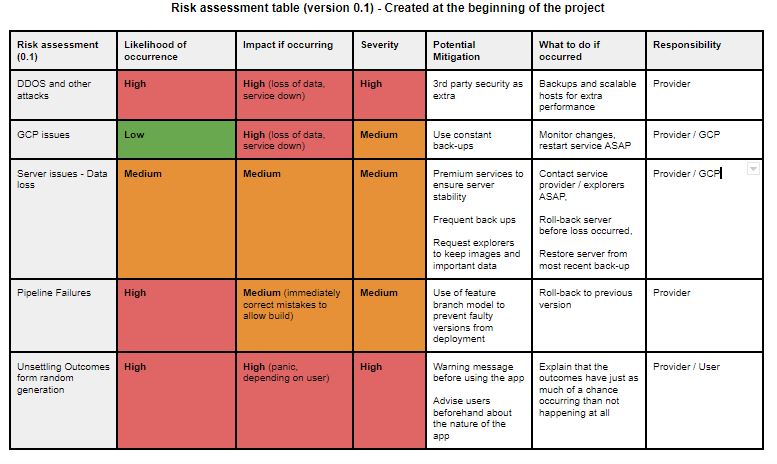 Risk assessment table (version 0.1) - Created at the beginning of the project
Risk assessment
(0.1)
Likelihood of
occurrence
Impact if occurring
Severity
Potential
Mitigation
What to do if
occurred
Responsibility
DDOS and other
attacks
High
High (loss of data,
service down)
High
3rd party security as
extra
Backups and scalable
hosts for extra
performance
Provider
GCP issues
Low
High (loss of data,
service down)
Medium
Use constant
back-ups
Monitor changes,
restart service ASAP
Provider / GCP
Server issues - Data
loss
Medium
Medium
Medium
Premium services to
ensure server
stability
Frequent back ups
Request explorers
to keep images and
important data
Contact service
provider / explorers
ASAP,
Roll-back server
before loss occurred,
Restore server from
most recent back-up
Provider / GCP
Pipeline Failures
High
Medium (immediately
correct mistakes to
allow build)
Medium
Use of feature
branch model to
prevent faulty
versions from
deployment
Roll-back to previous
version
Provider
Unsettling Outcomes
form random
generation
High
High (panic,
depending on user)
High
Warning message
before using the app
Advise users
beforehand about
the nature of the
app
Explain that the
outcomes have just as
much of a chance
occurring than not
happening at all
Provider / User